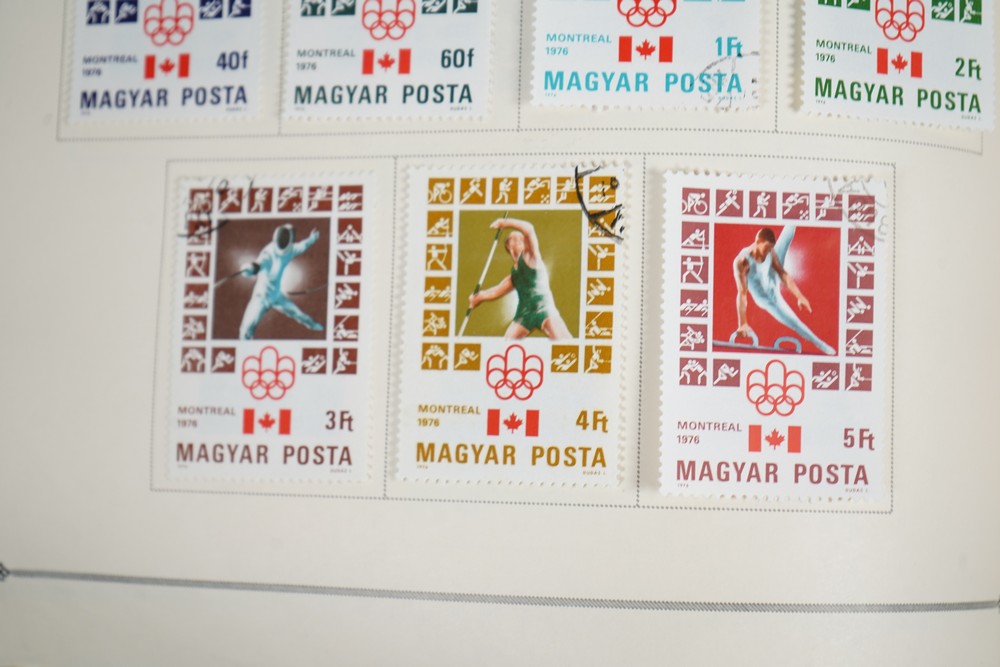 MONTREAL
1976
40f
MAGYAR POSTA
MONTREAL
1976
60f
MAGYAR POSTA
MONTREAL
1976
1Ft
MAGYAR POSTA
MONTREAL
1976
2Ft
MAGYAR POSTA
MONTREAL
1976
3Ft
MAGYAR POSTA
MONTREAL
1976
4Ft
MAGYAR POSTA
MONTREAL
1976
5Ft
MAGYAR POSTA